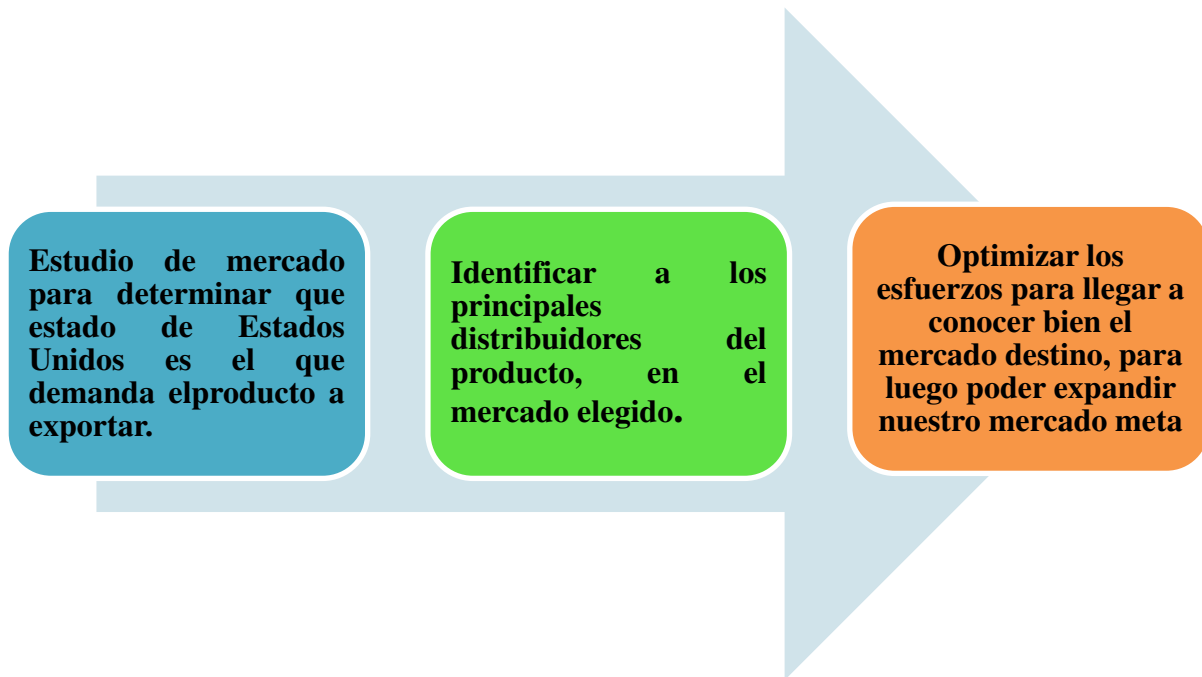 Estudio de mercado
para determinar que
estado de Estados
Unidos es el que
demanda elproducto a
exportar.
Identificar a los
principales
distribuidores del
producto, en el
mercado elegido.
Optimizar los
esfuerzos para llegar a
conocer bien el
mercado destino, para
luego poder expandir
nuestro mercado meta